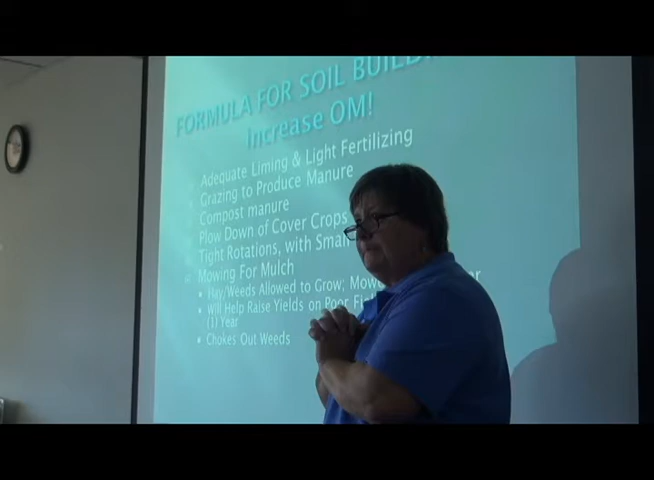 FORMULA FOR SOIL BUILDI
Increase OM!
Adequate Liming & Light Fertilizing
Grazing to Produce Manure
Compost manure
Plow Down of Cover Crops
Tight Rotations, with Small
Mowing For Mulch
• Hay/Weeds Allowed to Grow;
• Will Help Raise Yields on Poor
(1) Year
• Chokes Out Weeds